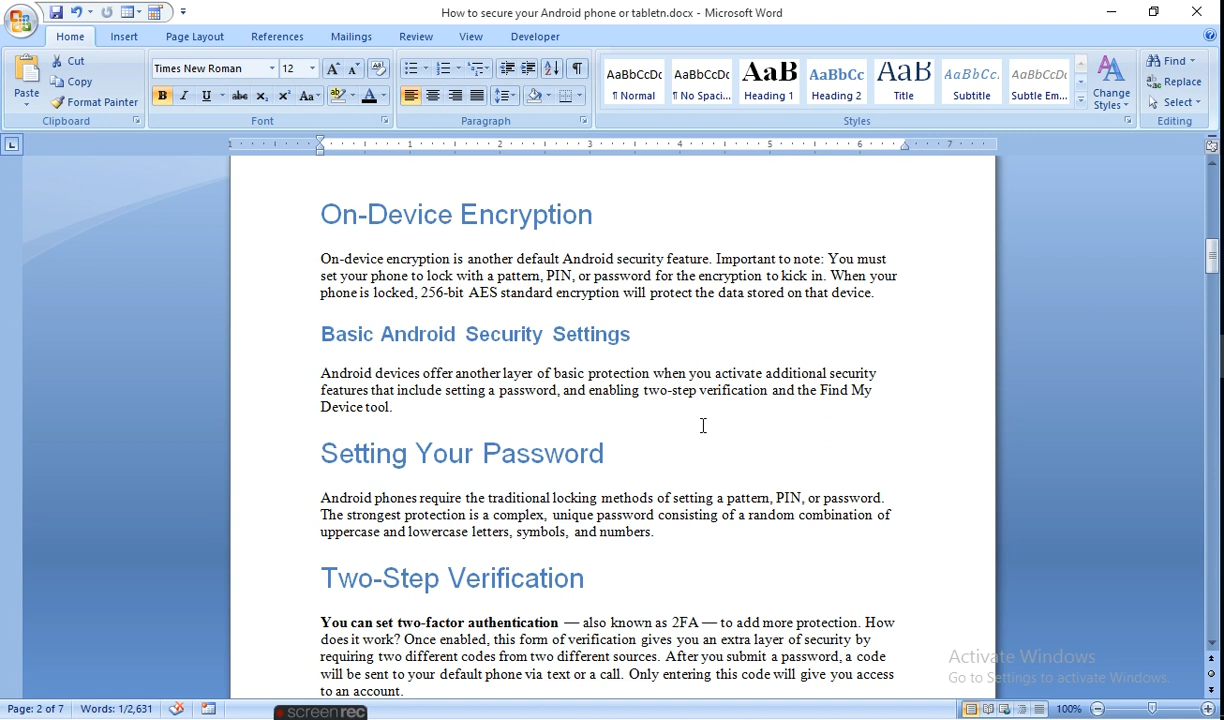 How to secure your Android phone or tabletn.docx - Microsoft Word
Home Insert Page Layout References Mailings Review View Developer
Paste
Cut
Copy
Format Painter
Clipboard
Times New Roman 12
B I U abc X₂ X² Aa
Font
Paragraph
AaBbCcDc AaBbCcDc AaB AaBbCc AaB AaBbCc. AaBbCcDc
¶ Normal ¶ No Spaci... Heading 1 Heading 2 Title Subtitle Subtle Em...
Change Styles
Styles
Find
Replace
Select
Editing
1 1 2 3 4 5 6 7
On-Device Encryption
On-device encryption is another default Android security feature. Important to note: You must
set your phone to lock with a pattern, PIN, or password for the encryption to kick in. When your
phone is locked, 256-bit AES standard encryption will protect the data stored on that device.
Basic Android Security Settings
Android devices offer another layer of basic protection when you activate additional security
features that include setting a password, and enabling two-step verification and the Find My
Device tool.
Setting Your Password
Android phones require the traditional locking methods of setting a pattern, PIN, or password.
The strongest protection is a complex, unique password consisting of a random combination of
uppercase and lowercase letters, symbols, and numbers.
Two-Step Verification
You can set two-factor authentication — also known as 2FA — to add more protection. How
does it work? Once enabled, this form of verification gives you an extra layer of security by
requiring two different codes from two different sources. After you submit a password, a code
will be sent to your default phone via text or a call. Only entering this code will give you access
to an account.
Activate Windows
Go to Settings to activate Windows.
Page: 2 of 7 Words: 1/2,631 100%
screenrec